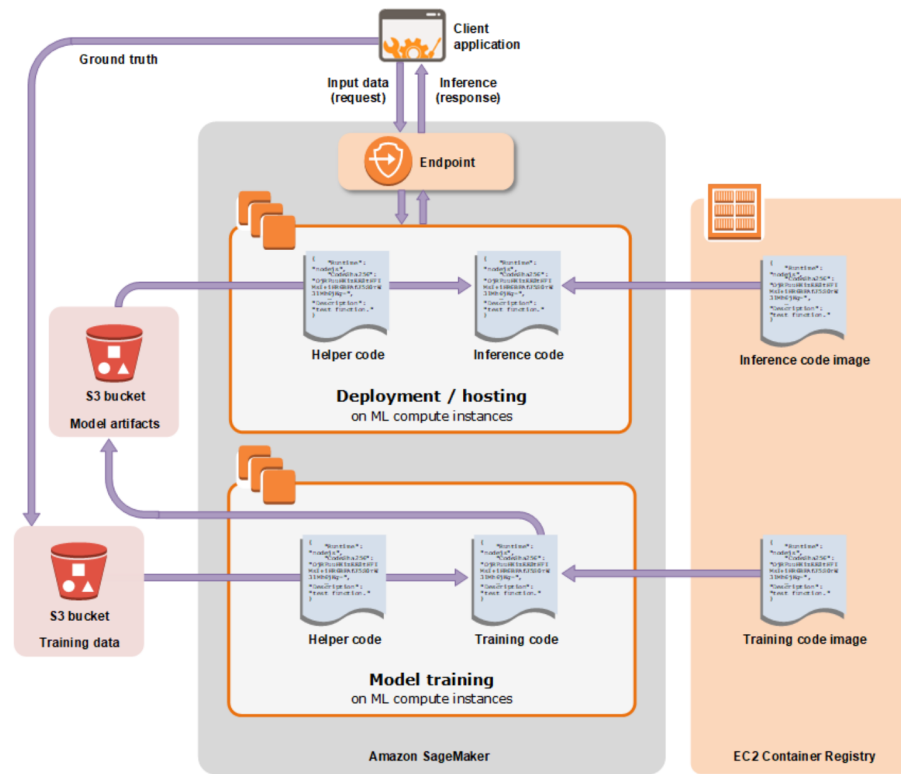 Client
application
Ground truth
Input data
(request)
Inference
(response)
Endpoint
Helper code
Inference code
Inference code image
Deployment / hosting
on ML compute instances
S3 bucket
Model artifacts
S3 bucket
Training data
Helper code
Training code
Training code image
Model training
on ML compute instances
Amazon SageMaker
EC2 Container Registry